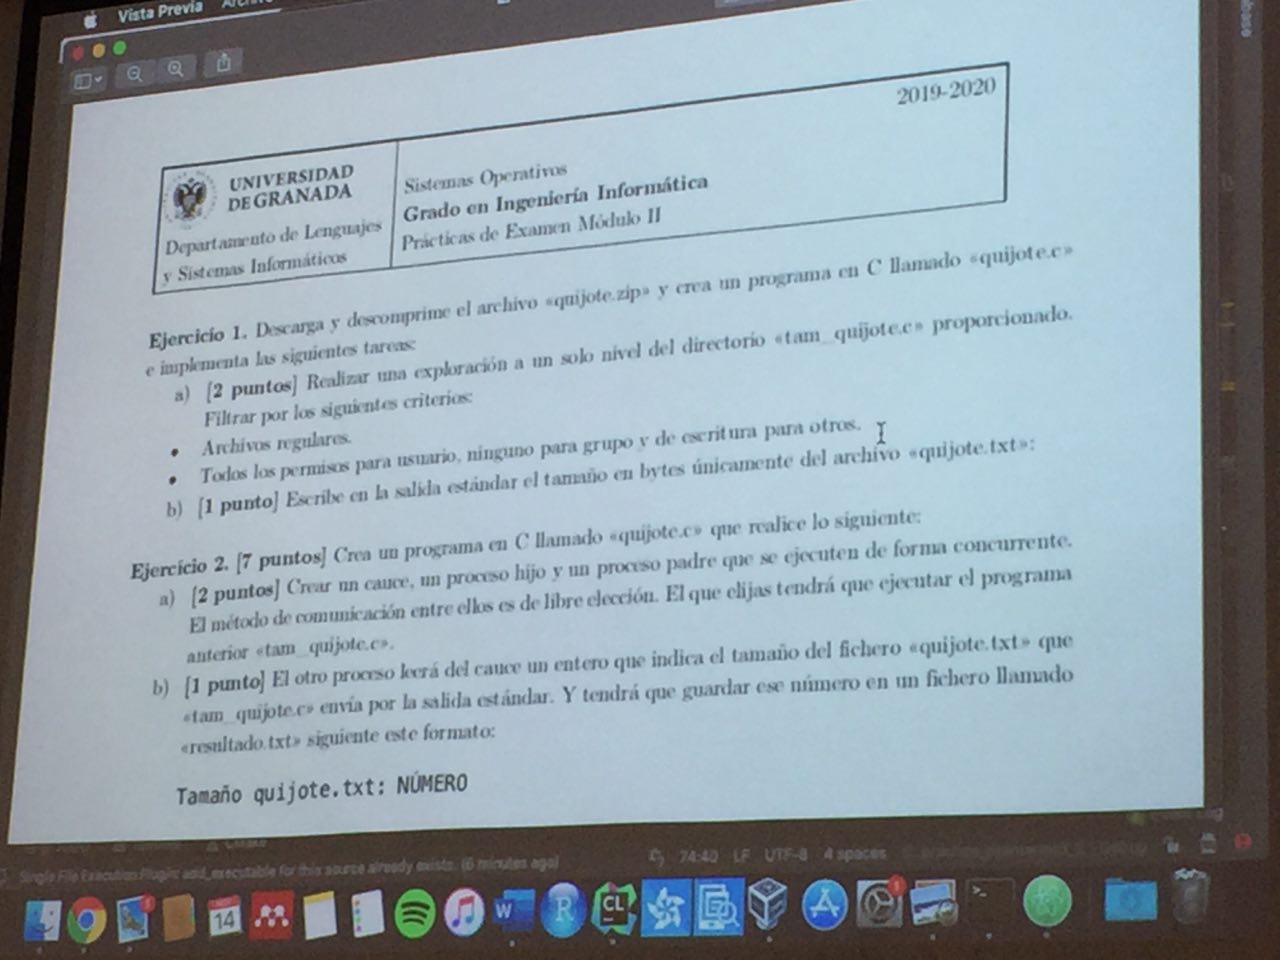 Vista Previa
2019-2020
UNIVERSIDAD
DE GRANADA
Departamento de Lenguajes
y Sistemas Informáticos
Sistemas Operativos
Grado en Ingeniería Informática
Prácticas de Examen Módulo II
Ejercicio 1. Descarga y descomprime el archivo «quijote.zip» y crea un programa en C llamado «quijote.c»
e implementa las siguientes tareas:
a) [2 puntos] Realizar una exploración a un solo nivel del directorio «tam_quijote.c» proporcionado.
Filtrar por los siguientes criterios:
• Archivos regulares.
• Todos los permisos para usuario, ninguno para grupo y de escritura para otros.
b) [1 punto] Escribe en la salida estándar el tamaño en bytes únicamente del archivo «quijote.txt»:
Ejercicio 2. [7 puntos] Crea un programa en C llamado «quijote.c» que realice lo siguiente:
a) [2 puntos] Crear un cauce, un proceso hijo y un proceso padre que se ejecuten de forma concurrente.
El método de comunicación entre ellos es de libre elección. El que elijas tendrá que ejecutar el programa
anterior «tam_quijote.c».
b) [1 punto] El otro proceso leerá del cauce un entero que indica el tamaño del fichero «quijote.txt» que
«tam_quijote.c» envía por la salida estándar. Y tendrá que guardar ese número en un fichero llamado
«resultado.txt» siguiente este formato:
Tamaño quijote.txt: NÚMERO
Single File Execution Plugin: add_executable for this source already exists. (6 minutes ago)
74:40 LF UTF-8 4 spaces
14
W
R
CL